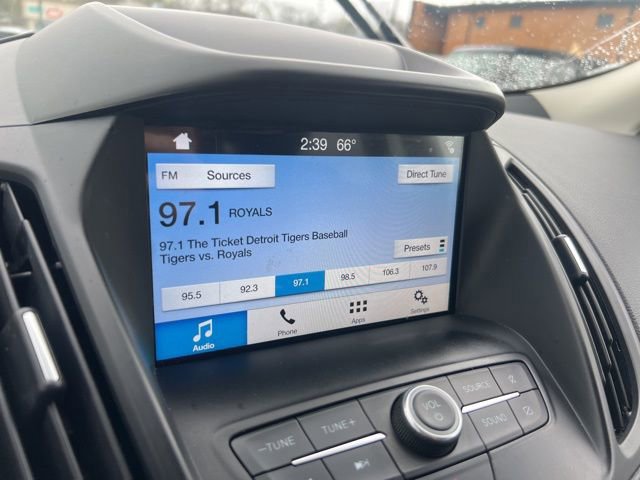 2:39 66°
FM Sources Direct Tune
97.1 ROYALS
97.1 The Ticket Detroit Tigers Baseball
Tigers vs. Royals
Presets
95.5 92.3 97.1 98.5 106.3 107.9
Audio Phone Apps Settings
−TUNE TUNE+ VOL SOURCE
SOUND